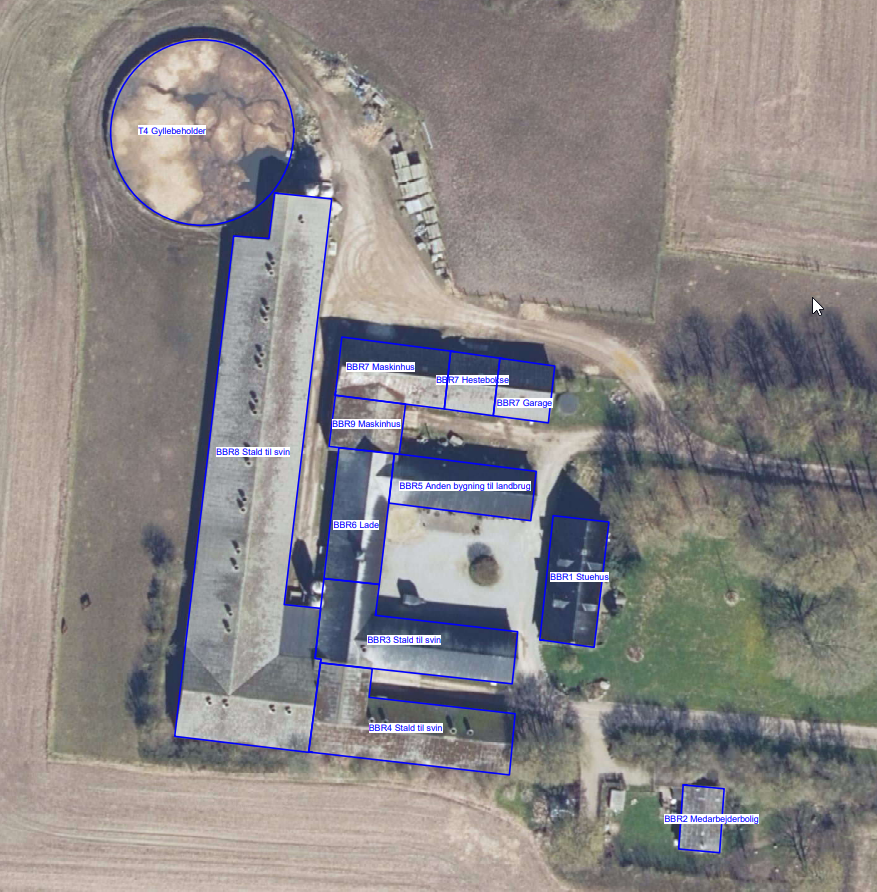 T4 Gyllebeholder
BBR7 Maskinhus
BBR7 Hestebokse
BBR7 Garage
BBR9 Maskinhus
BBR8 Stald til svin
BBR5 Anden bygning til landbrug
BBR6 Lade
BBR1 Stuehus
BBR3 Stald til svin
BBR4 Stald til svin
BBR2 Medarbejderbolig